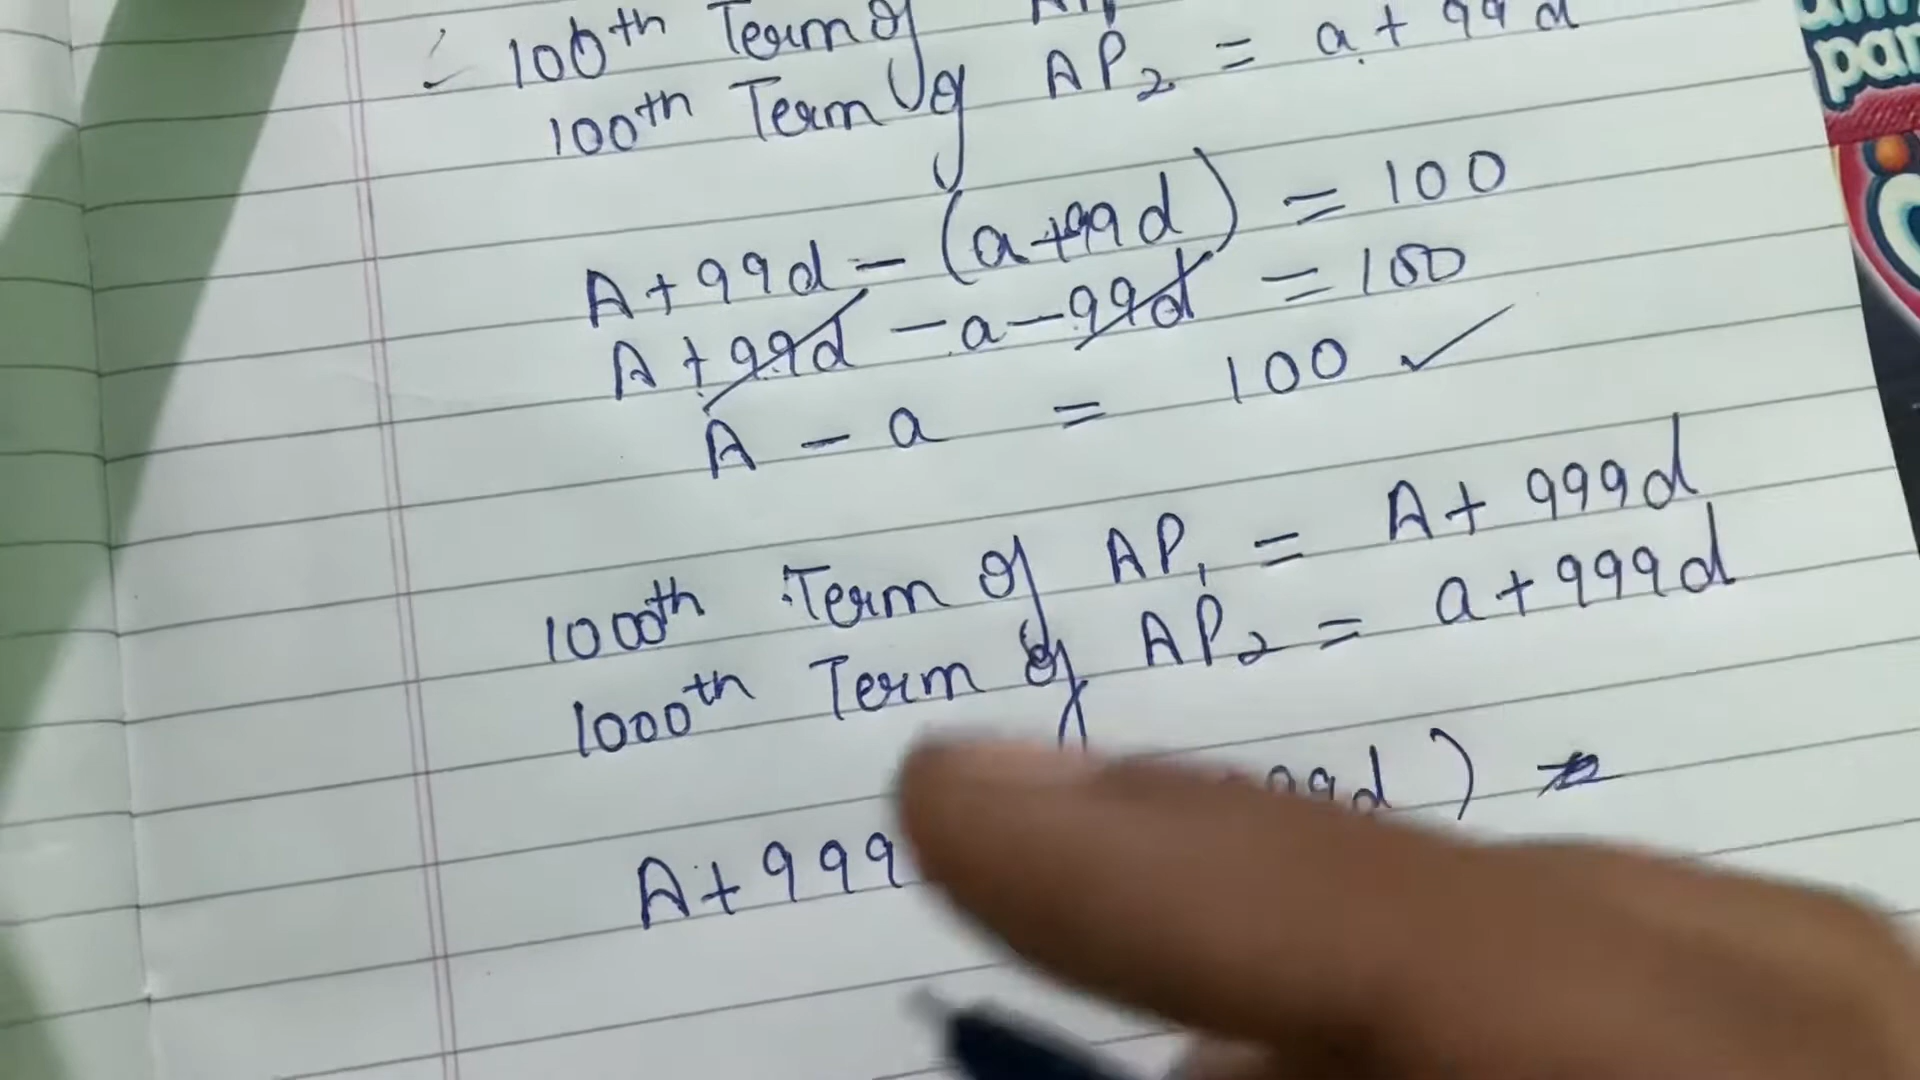 ∴ 100th Term of
100th Term of AP2 = a + 99d
A + 99d - (a+99d) = 100
A + 99d - a - 99d = 100
A - a = 100 ✓
1000th Term of AP1 = A + 999d
1000th Term of AP2 = a + 999d
A + 999 99d)